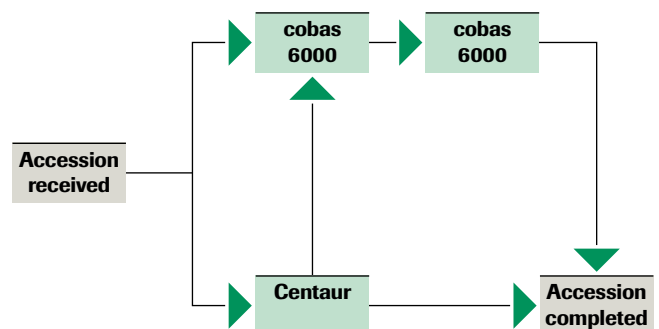 cobas
6000
cobas
6000
Accession
received
Centaur
Accession
completed